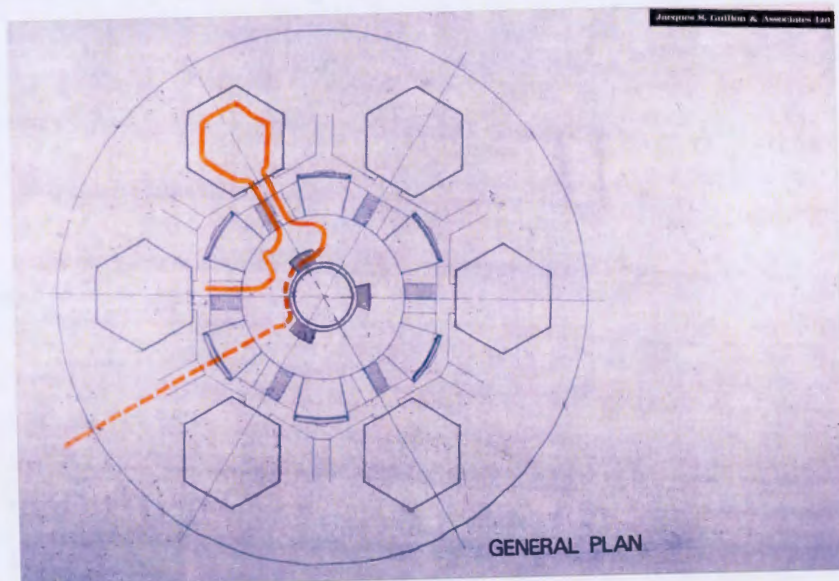 Jacques S. Guillon & Associates Ltd
GENERAL PLAN